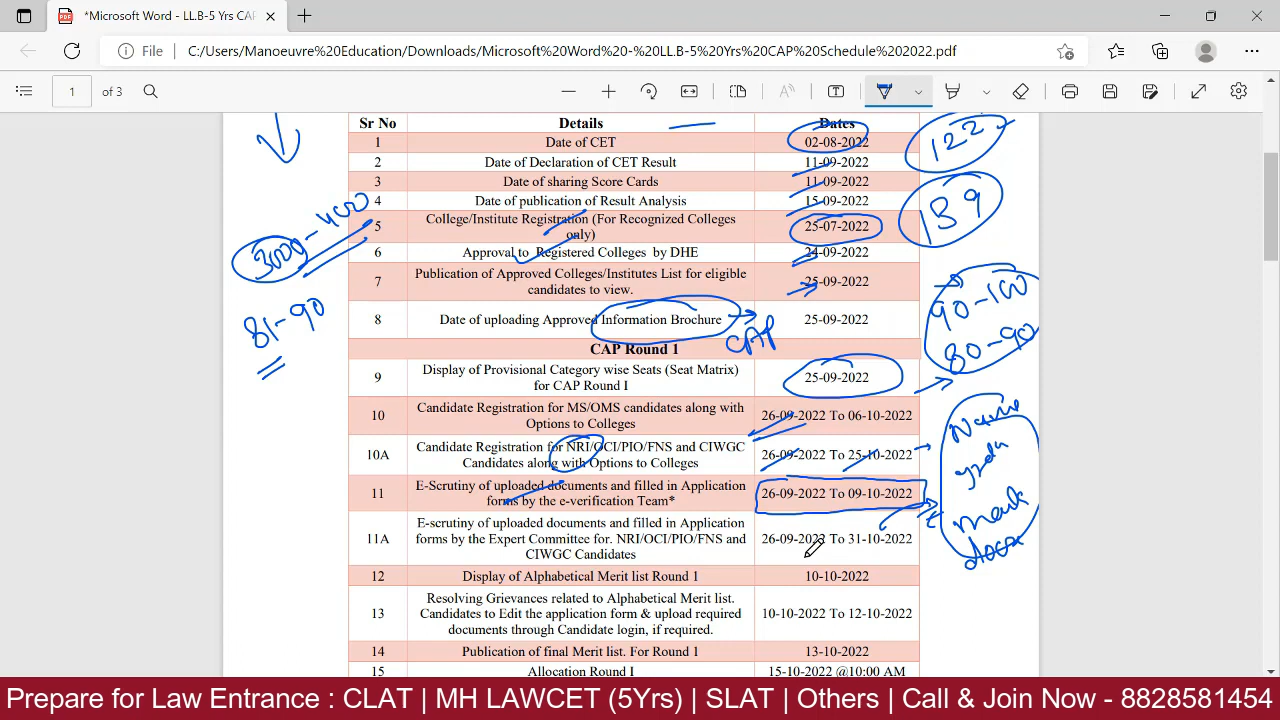 *Microsoft Word - LL.B-5 Yrs CAP
File C:/Users/Manoeuvre%20Education/Downloads/Microsoft%20Word%20-%20LL.B-5%20Yrs%20CAP%20Schedule%202022.pdf
1 of 3
Sr No Details Dates
1 Date of CET 02-08-2022
2 Date of Declaration of CET Result 11-09-2022
3 Date of sharing Score Cards 11-09-2022
4 Date of publication of Result Analysis 15-09-2022
5 College/Institute Registration (For Recognized Colleges only) 25-07-2022
6 Approval to Registered Colleges by DHE 24-09-2022
7 Publication of Approved Colleges/Institutes List for eligible candidates to view. 25-09-2022
8 Date of uploading Approved Information Brochure 25-09-2022
CAP Round 1
9 Display of Provisional Category wise Seats (Seat Matrix) for CAP Round I 25-09-2022
10 Candidate Registration for MS/OMS candidates along with Options to Colleges 26-09-2022 To 06-10-2022
10A Candidate Registration for NRI/OCI/PIO/FNS and CIWGC Candidates along with Options to Colleges 26-09-2022 To 25-10-2022
11 E-Scrutiny of uploaded documents and filled in Application forms by the e-verification Team* 26-09-2022 To 09-10-2022
11A E-scrutiny of uploaded documents and filled in Application forms by the Expert Committee for. NRI/OCI/PIO/FNS and CIWGC Candidates 26-09-2022 To 31-10-2022
12 Display of Alphabetical Merit list Round 1 10-10-2022
13 Resolving Grievances related to Alphabetical Merit list. Candidates to Edit the application form & upload required documents through Candidate login, if required. 10-10-2022 To 12-10-2022
14 Publication of final Merit list. For Round 1 13-10-2022
15 Allocation Round I 15-10-2022 @10:00 AM
122
139
3000-400
81-90
CAP
90-100
80-90
Name
Mark
Prepare for Law Entrance : CLAT | MH LAWCET (5Yrs) | SLAT | Others | Call & Join Now - 8828581454